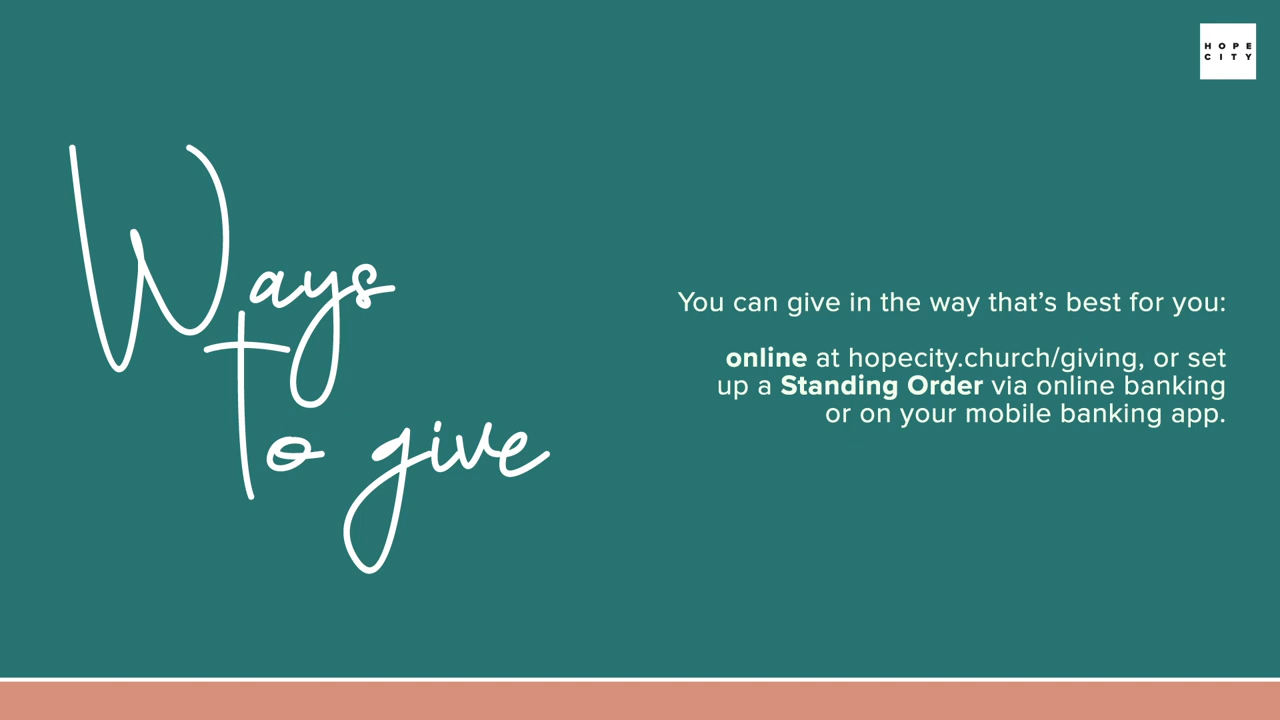 HOPE
CITY
Ways
to give
You can give in the way that’s best for you:
online at hopecity.church/giving, or set
up a Standing Order via online banking
or on your mobile banking app.